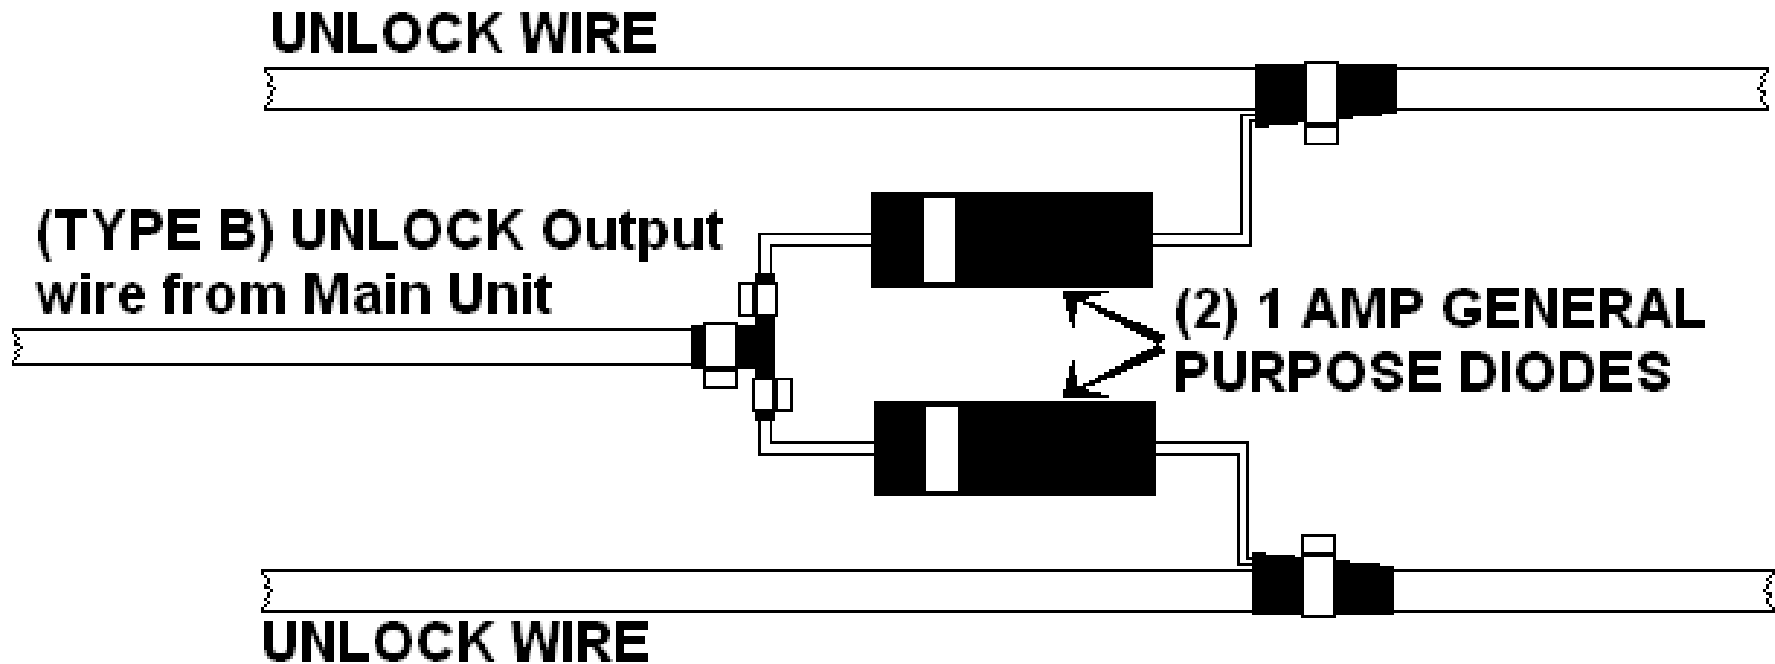 UNLOCK WIRE
(TYPE B) UNLOCK Output
wire from Main Unit
(2) 1 AMP GENERAL
PURPOSE DIODES
UNLOCK WIRE